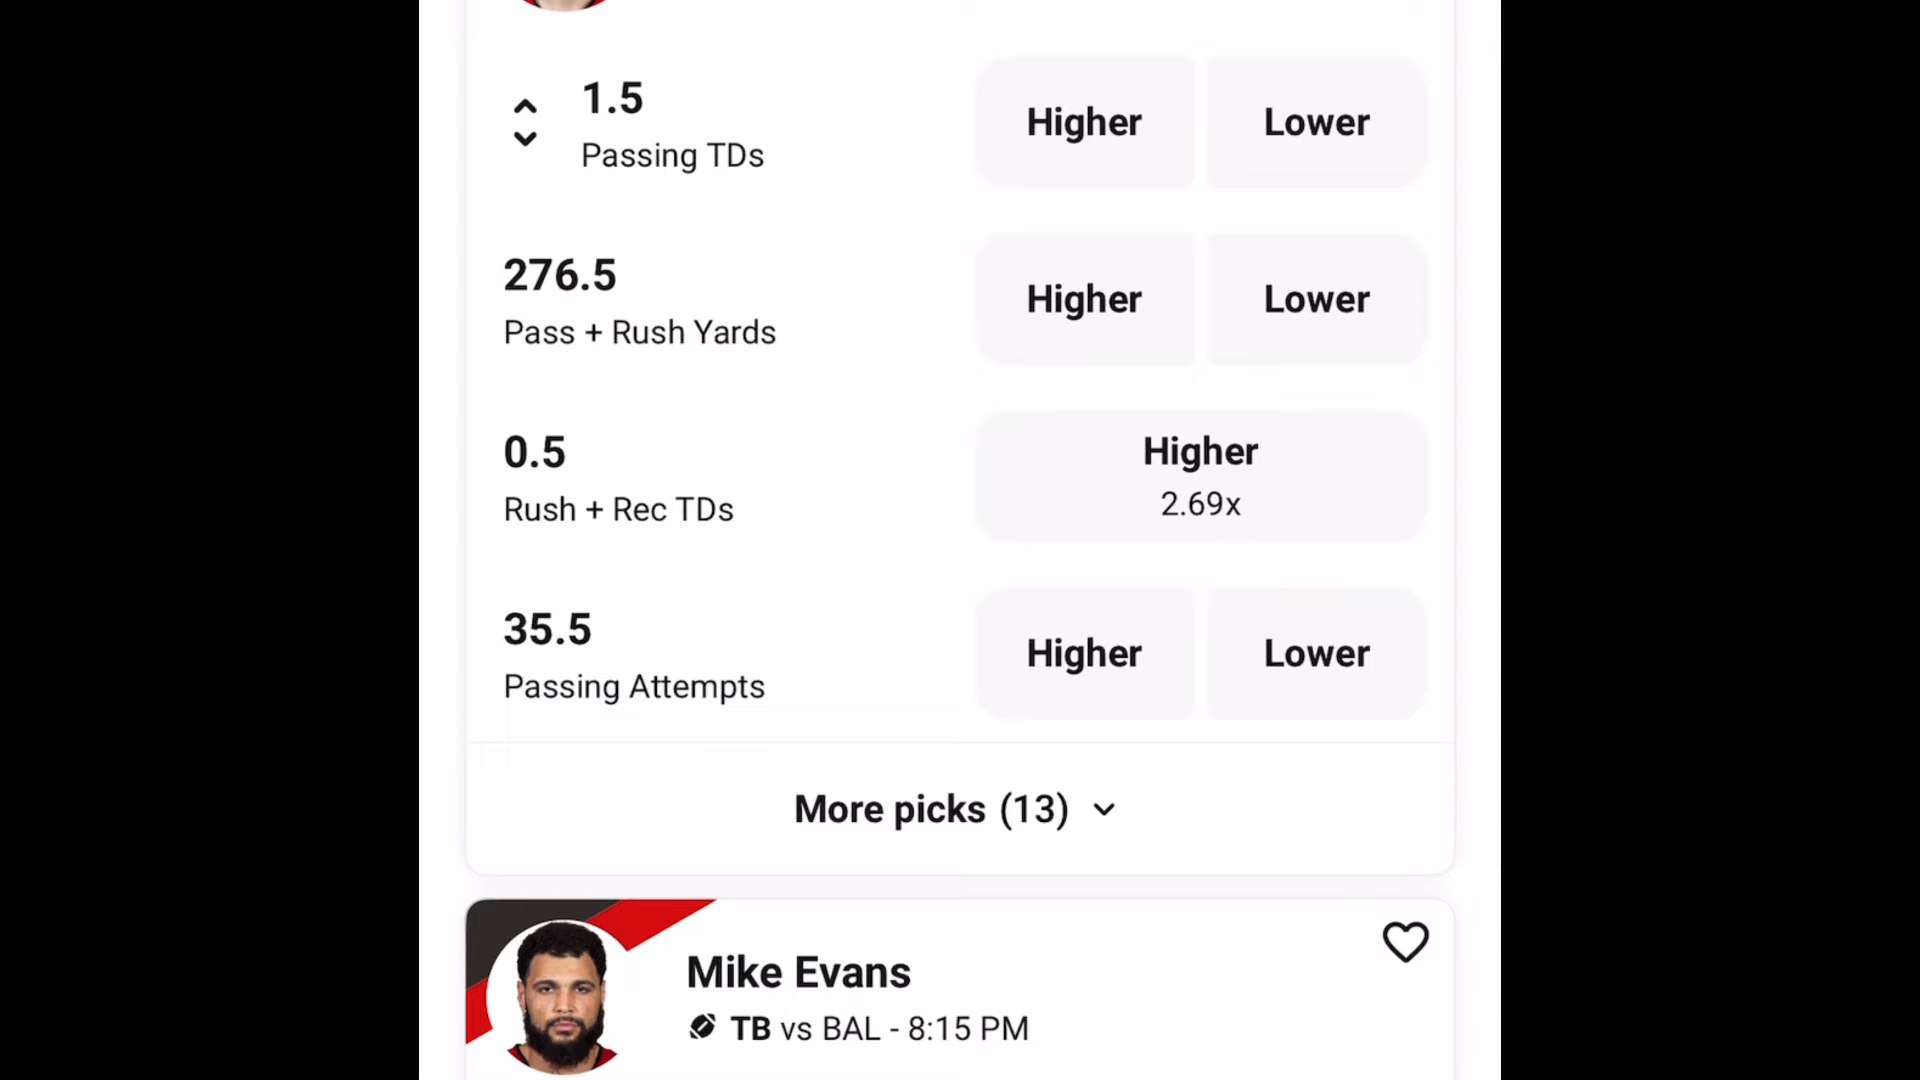 1.5
Passing TDs
Higher
Lower
276.5
Pass + Rush Yards
Higher
Lower
0.5
Rush + Rec TDs
Higher
2.69x
35.5
Passing Attempts
Higher
Lower
More picks (13)
Mike Evans
TB vs BAL - 8:15 PM